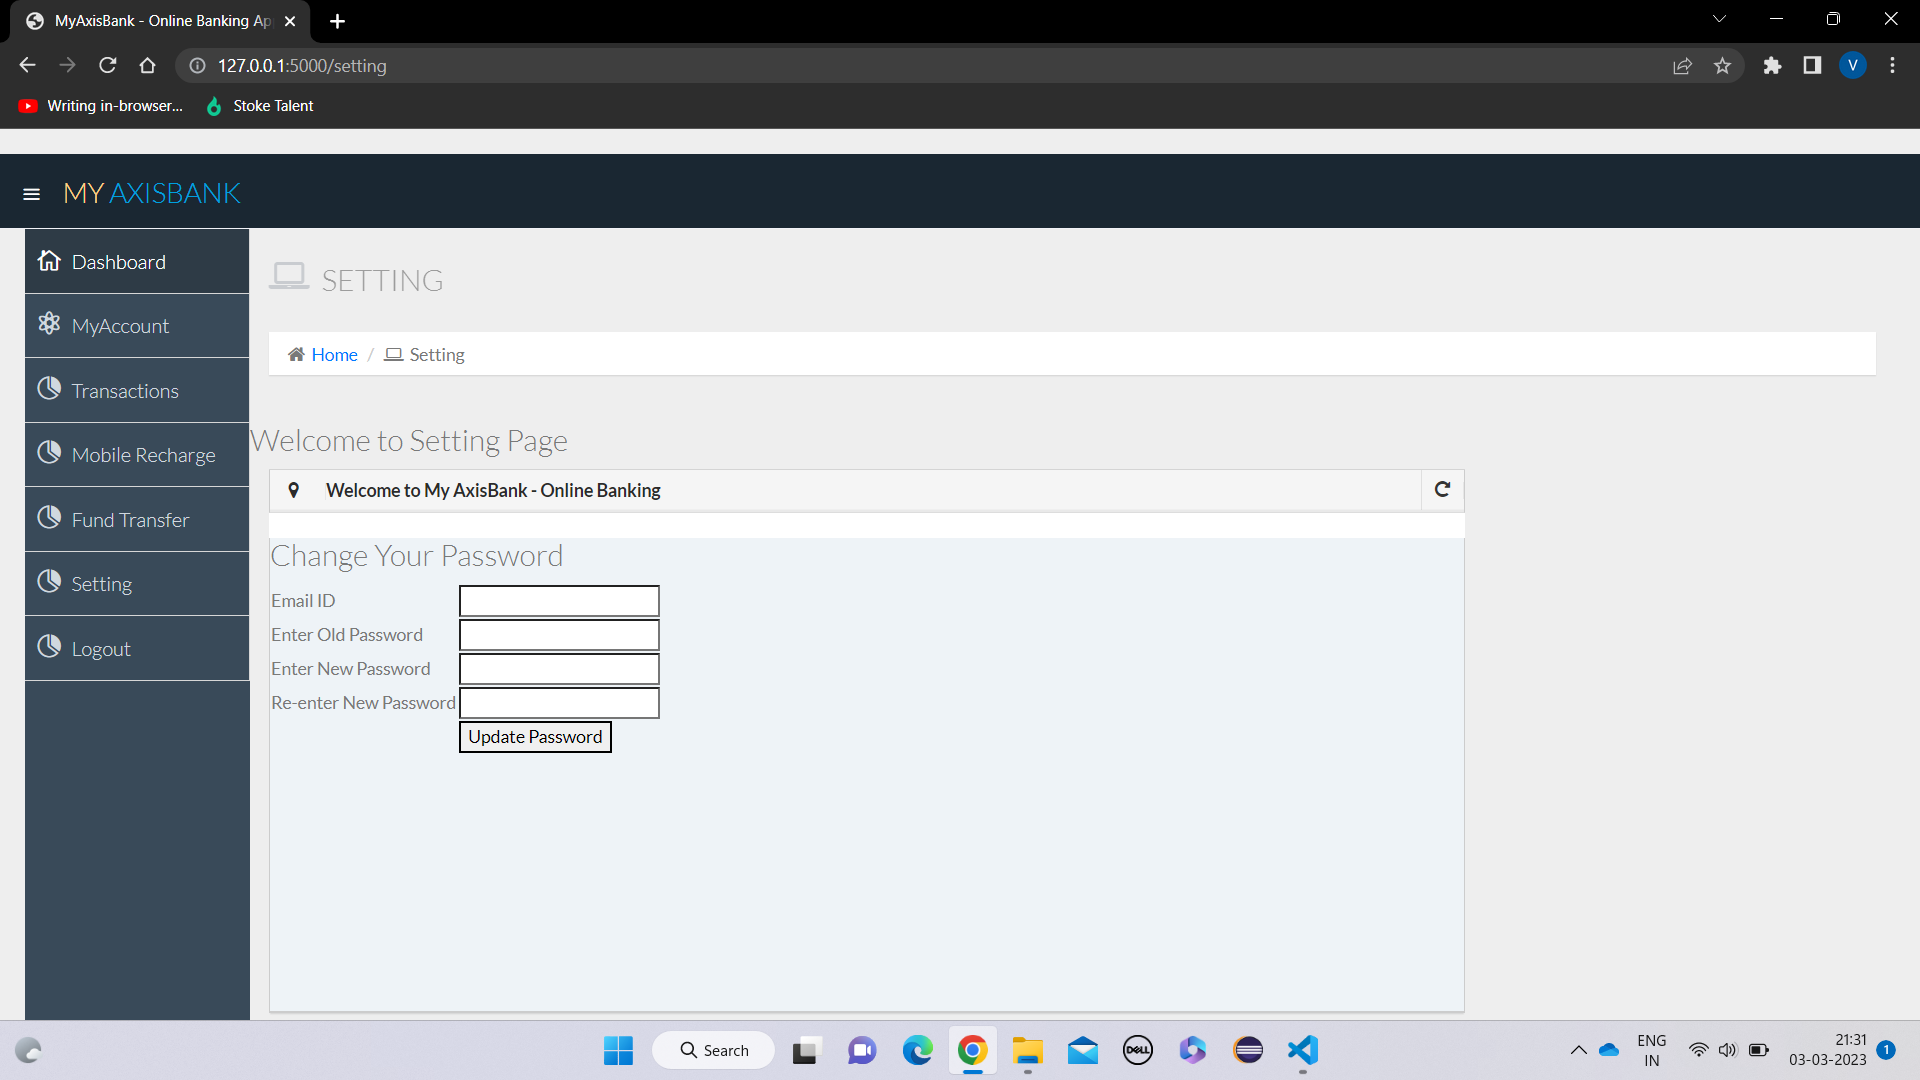 MyAxisBank - Online Banking Ap
127.0.0.1:5000/setting
V
Writing in-browser...
Stoke Talent
MY AXISBANK
Dashboard
MyAccount
Transactions
Mobile Recharge
Fund Transfer
Setting
Logout
SETTING
Home / Setting
Welcome to Setting Page
Welcome to My AxisBank - Online Banking
Change Your Password
Email ID
Enter Old Password
Enter New Password
Re-enter New Password
Update Password
Search
DELL
ENG
IN
21:31
03-03-2023
1